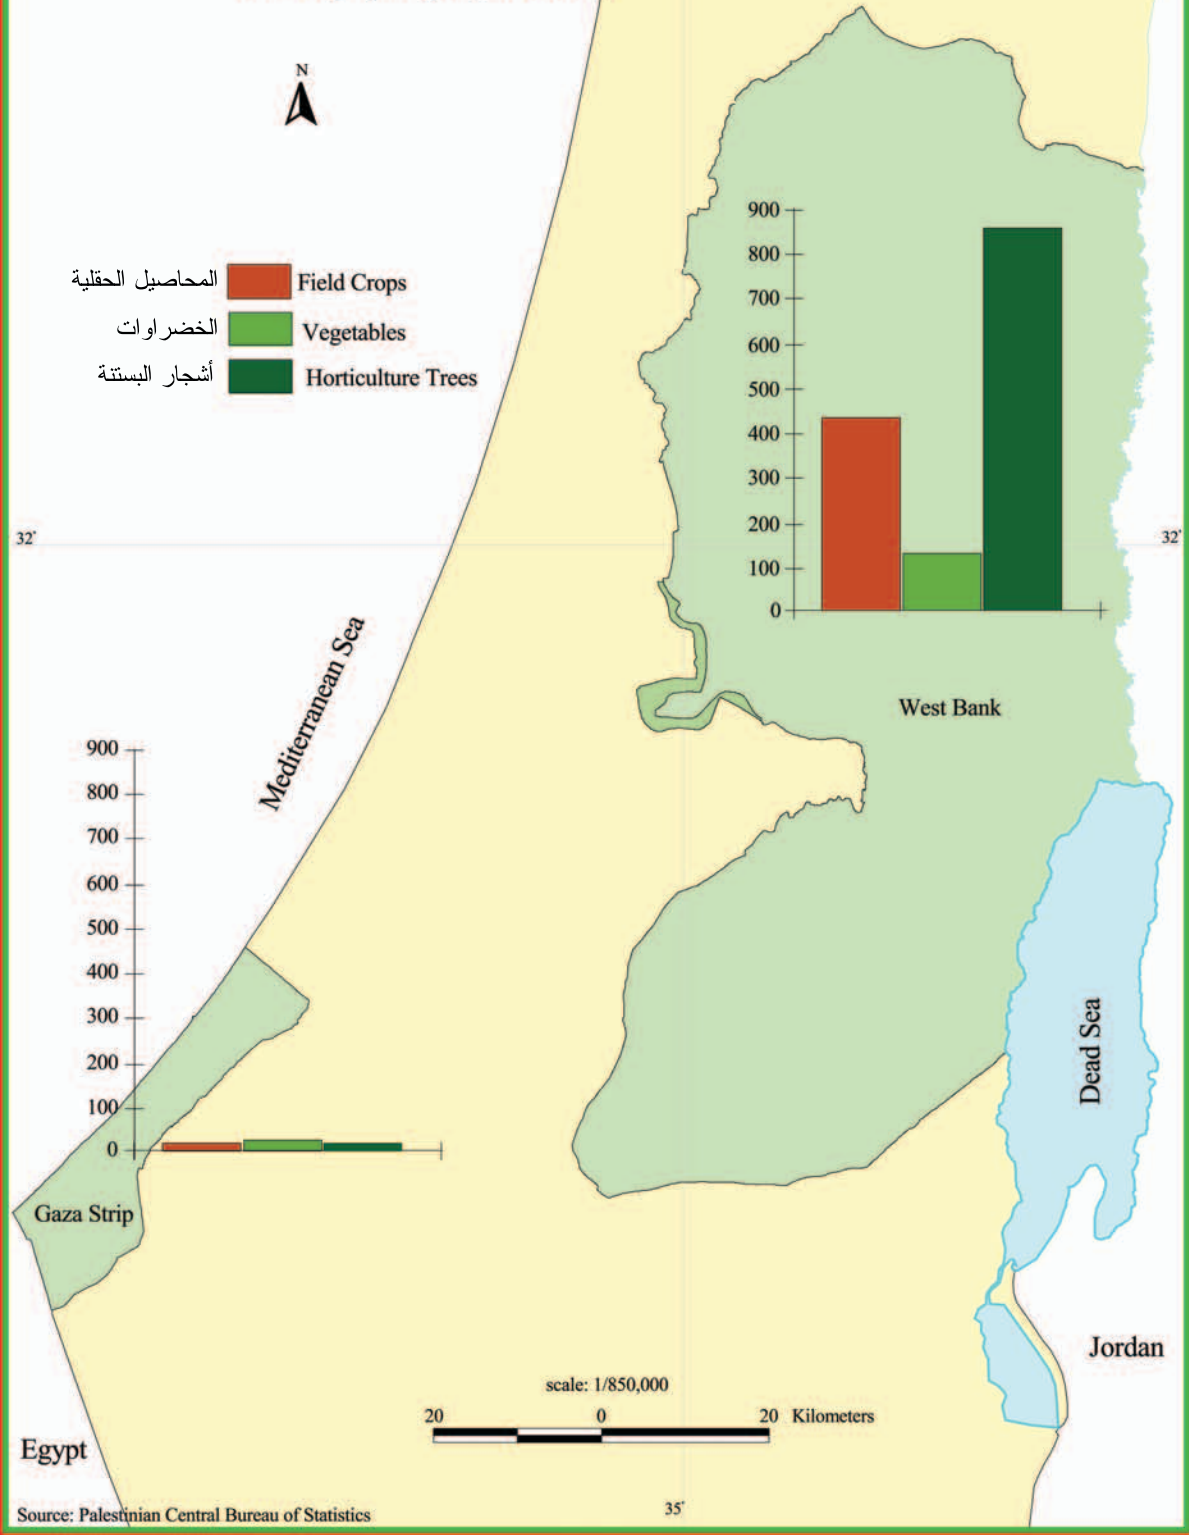 N
المحاصيل الحقلية
Field Crops
الخضراوات
Vegetables
أشجار البستنة
Horticulture Trees
900
800
700
600
500
400
300
200
100
0
32'
32'
Mediterranean Sea
West Bank
900
800
700
600
500
400
300
200
100
0
Dead Sea
Gaza Strip
Jordan
scale: 1/850,000
20 0 20 Kilometers
Egypt
35'
Source: Palestinian Central Bureau of Statistics